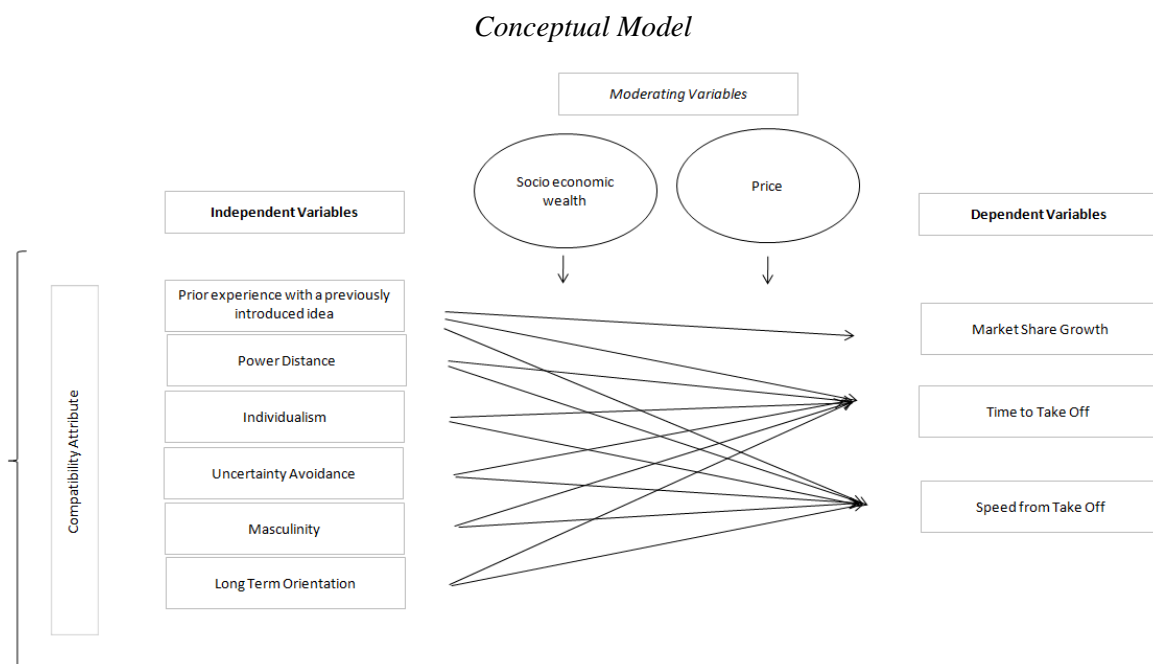 Conceptual Model
Moderating Variables
Socio economic
wealth
Price
Independent Variables
Dependent Variables
Prior experience with a previously
introduced idea
Power Distance
Individualism
Uncertainty Avoidance
Masculinity
Long Term Orientation
Compatibility Attribute
Market Share Growth
Time to Take Off
Speed from Take Off